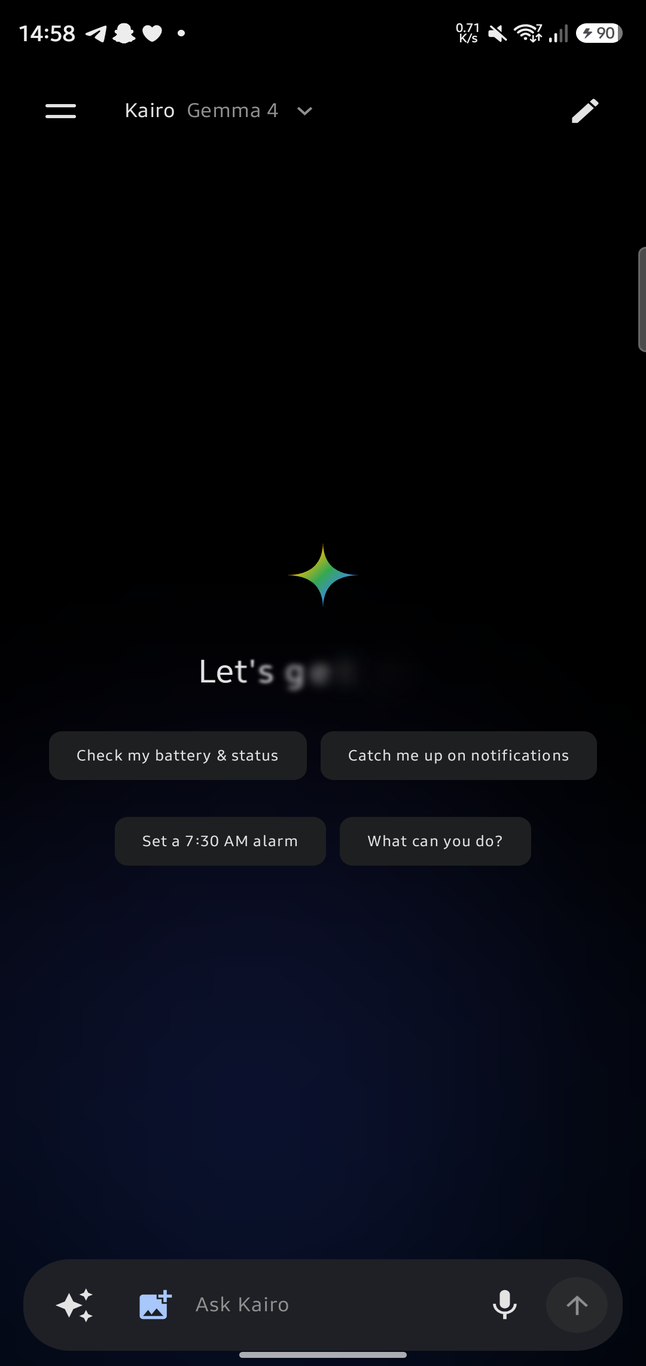 14:58
0.71 K/s
7
90
Kairo Gemma 4
Let's
Check my battery & status
Catch me up on notifications
Set a 7:30 AM alarm
What can you do?
Ask Kairo